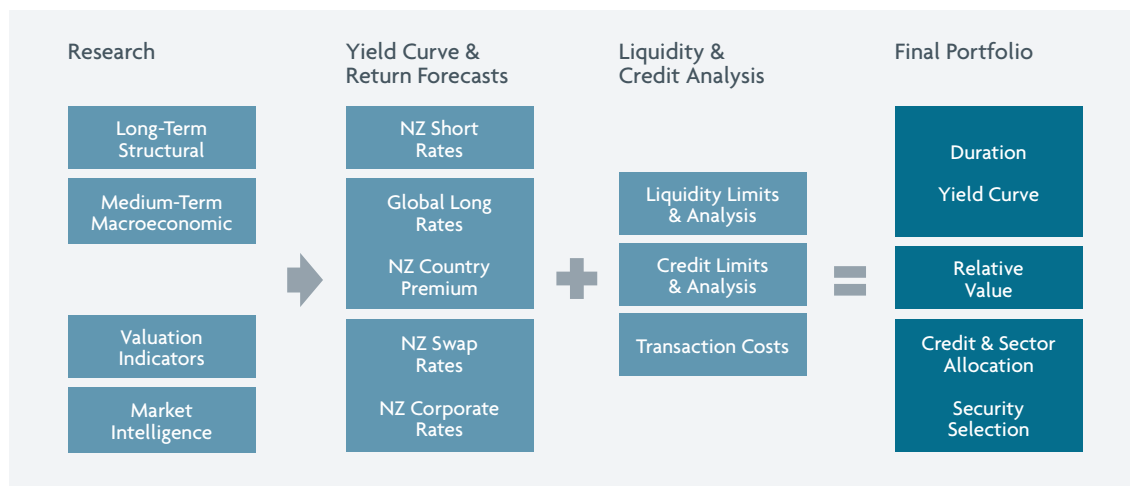 Research
Long-Term
Structural
Medium-Term
Macroeconomic
Valuation
Indicators
Market
Intelligence
Yield Curve &
Return Forecasts
NZ Short
Rates
Global Long
Rates
NZ Country
Premium
NZ Swap
Rates
NZ Corporate
Rates
Liquidity &
Credit Analysis
Liquidity Limits
& Analysis
Credit Limits
& Analysis
Transaction Costs
Final Portfolio
Duration
Yield Curve
Relative
Value
Credit & Sector
Allocation
Security
Selection